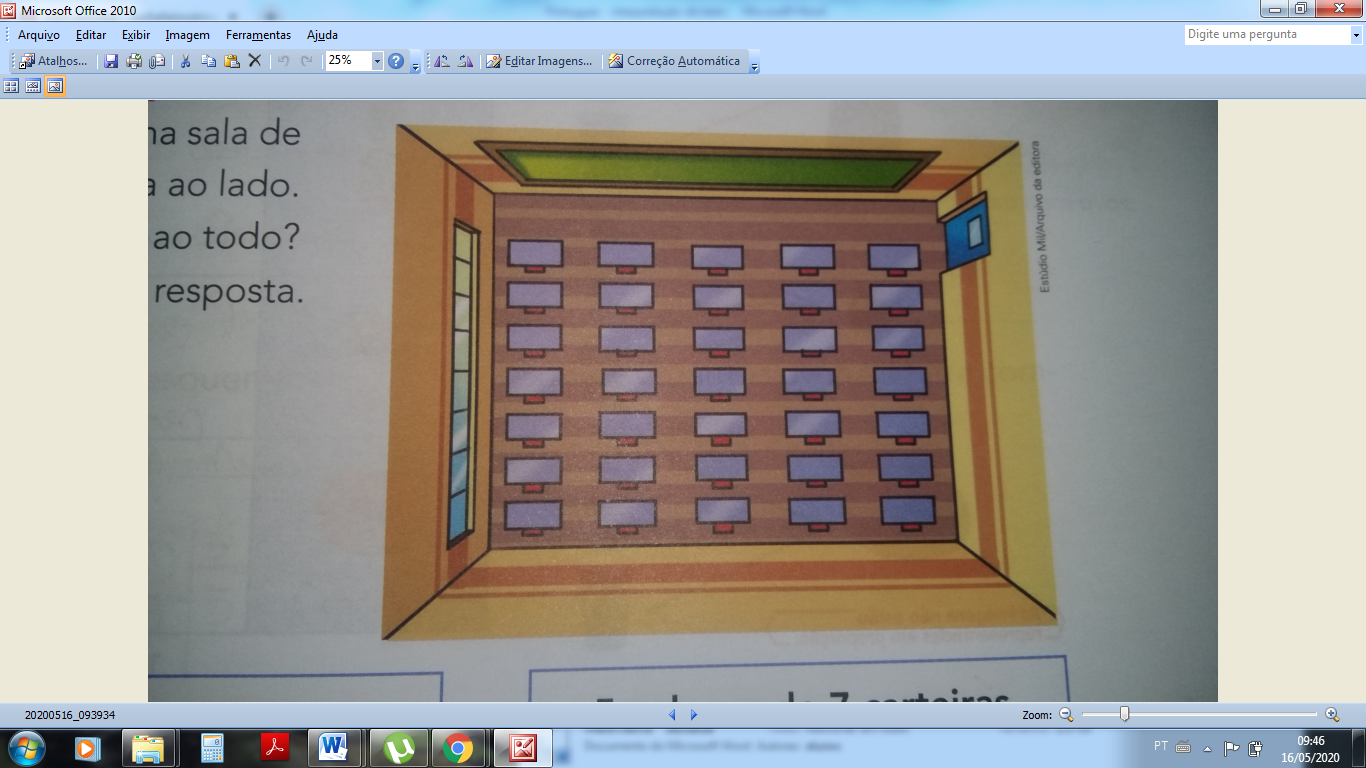 Microsoft Office 2010
Arquivo Editar Exibir Imagem Ferramentas Ajuda
Digite uma pergunta
Atalhos... 25% Editar Imagens... Correção Automática
na sala de
a ao lado.
ao todo?
resposta.
Estúdio Mil/Arquivo da editora
7 carteiras
20200516_093934
Zoom:
PT
09:46
16/05/2020